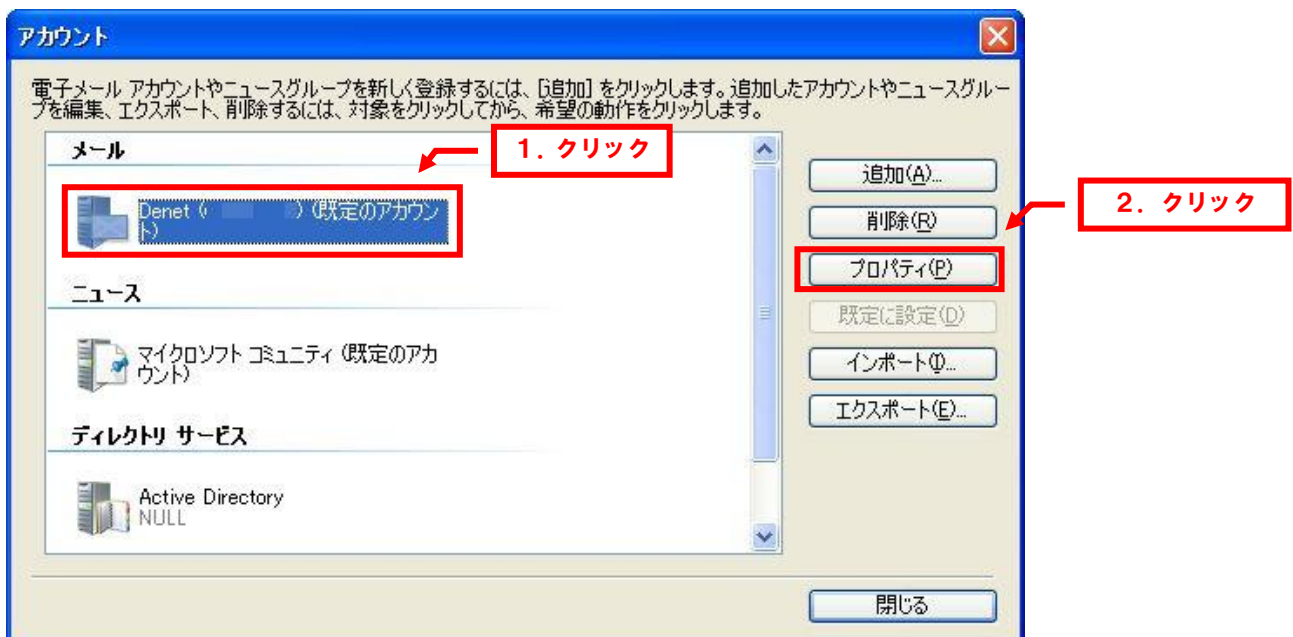 アカウント
電子メール アカウントやニュースグループを新しく登録するには、[追加] をクリックします。追加したアカウントやニュースグルー
プを編集、エクスポート、削除するには、対象をクリックしてから、希望の動作をクリックします。
メール
1．クリック
Denet ( ) (既定のアカウン
ト)
追加(A)...
削除(R)
2．クリック
プロパティ(P)
ニュース
既定に設定(D)
マイクロソフト コミュニティ (既定のアカ
ウント)
インポート(I)...
エクスポート(E)...
ディレクトリ サービス
Active Directory
NULL
閉じる